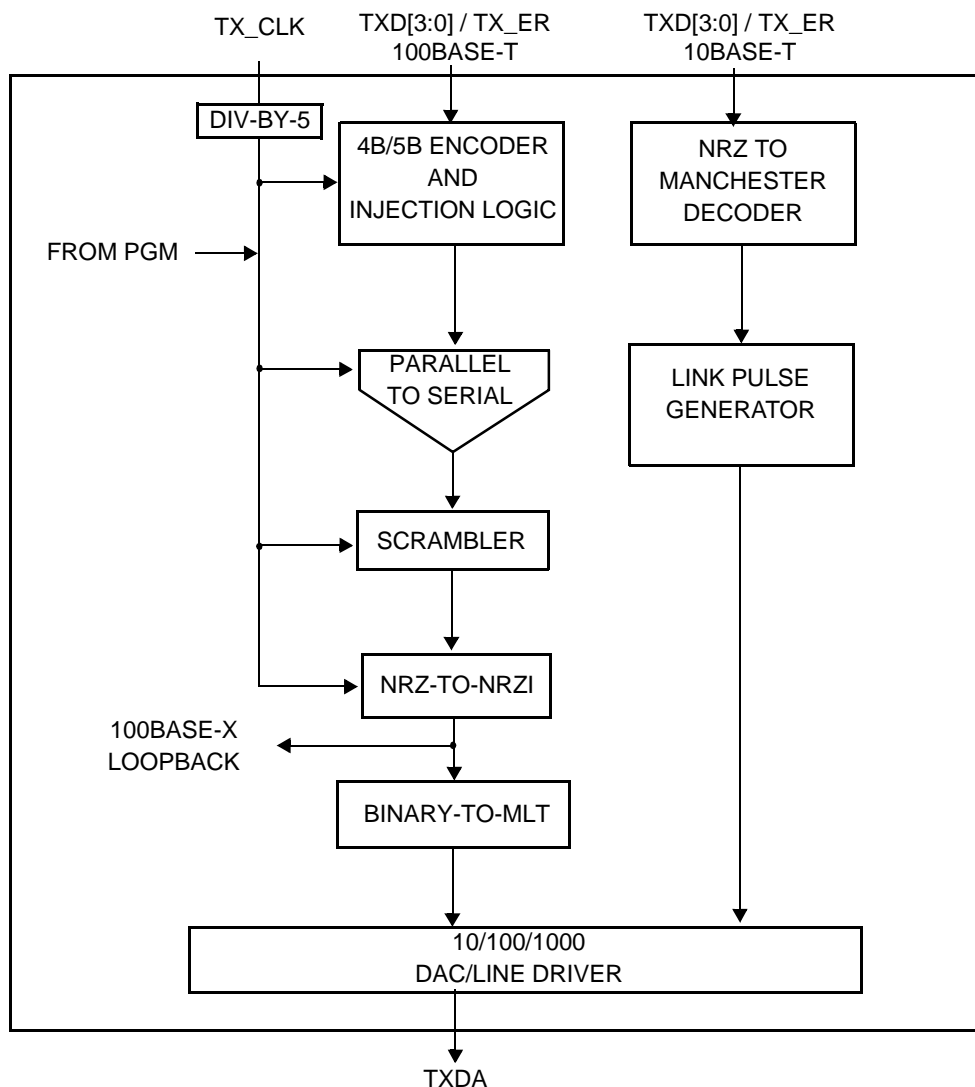 TX_CLK
TXD[3:0] / TX_ER
100BASE-T
TXD[3:0] / TX_ER
10BASE-T
DIV-BY-5
4B/5B ENCODER
AND
INJECTION LOGIC
NRZ TO
MANCHESTER
DECODER
FROM PGM
PARALLEL
TO SERIAL
LINK PULSE
GENERATOR
SCRAMBLER
NRZ-TO-NRZI
100BASE-X
LOOPBACK
BINARY-TO-MLT
10/100/1000
DAC/LINE DRIVER
TXDA